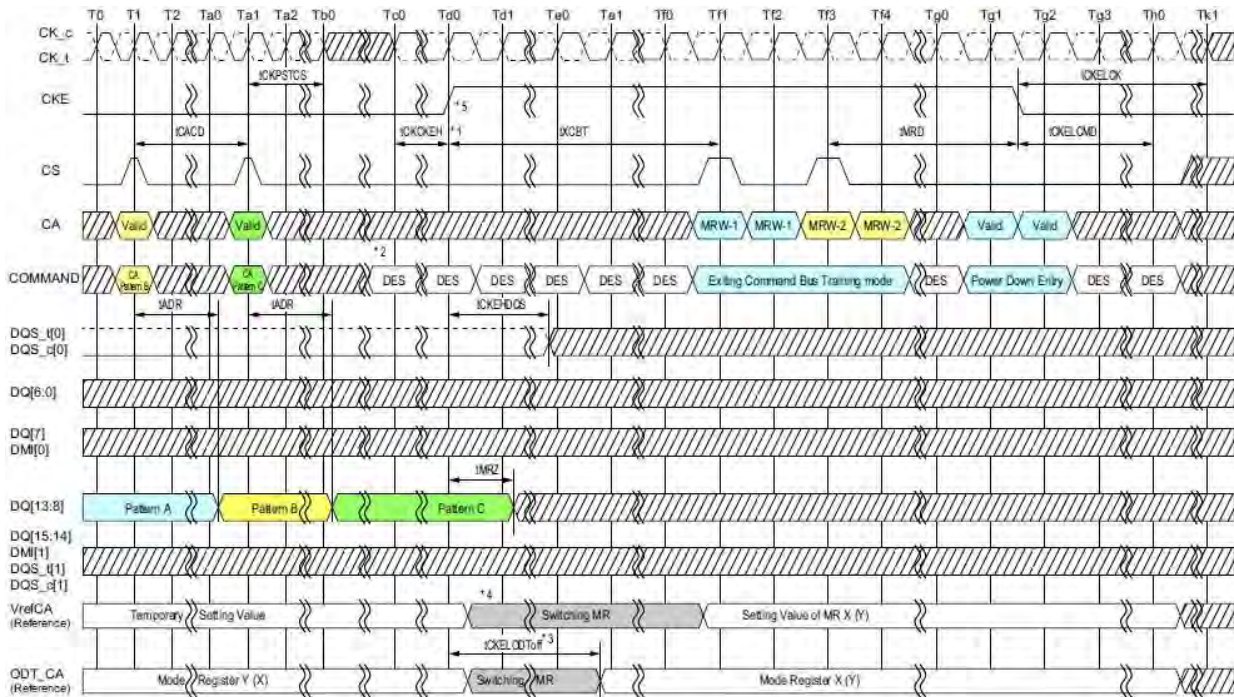 T0 T1 T2 Ta0 Ta1 Ta2 Tb0 Tc0 Td0 Td1 Te0 Ta1 Tf0 Tf1 Tf2 Tf3 Tf4 Tg0 Tg1 Tg2 Tg3 Th0 Tk1
CK_c
CK_t
tCKPSTCS tCKELCK
CKE
*5
tCACD tCKCKEH *1 tXCBT tMRD tCKELCMD
CS
CA Valid Valid MRW-1 MRW-1 MRW-2 MRW-2 Valid Valid
*2
COMMAND CA Pattern B CA Pattern C DES DES DES DES DES DES Exiting Command Bus Training mode DES Power Down Entry DES DES
tADR tADR tCKEHDQS
DQS_t[0]
DQS_c[0]
DQ[6:0]
DQ[7]
DMI[0]
tMRZ
DQ[13:8] Pattern A Pattern B Pattern C
DQ[15:14]
DMI[1]
DQS_t[1]
DQS_c[1]
*4
VrefCA Temporary Setting Value Switching MR Setting Value of MR X (Y)
(Reference)
tCKELODToff *3
ODT_CA Mode Register Y (X) Switching MR Mode Register X (Y)
(Reference)